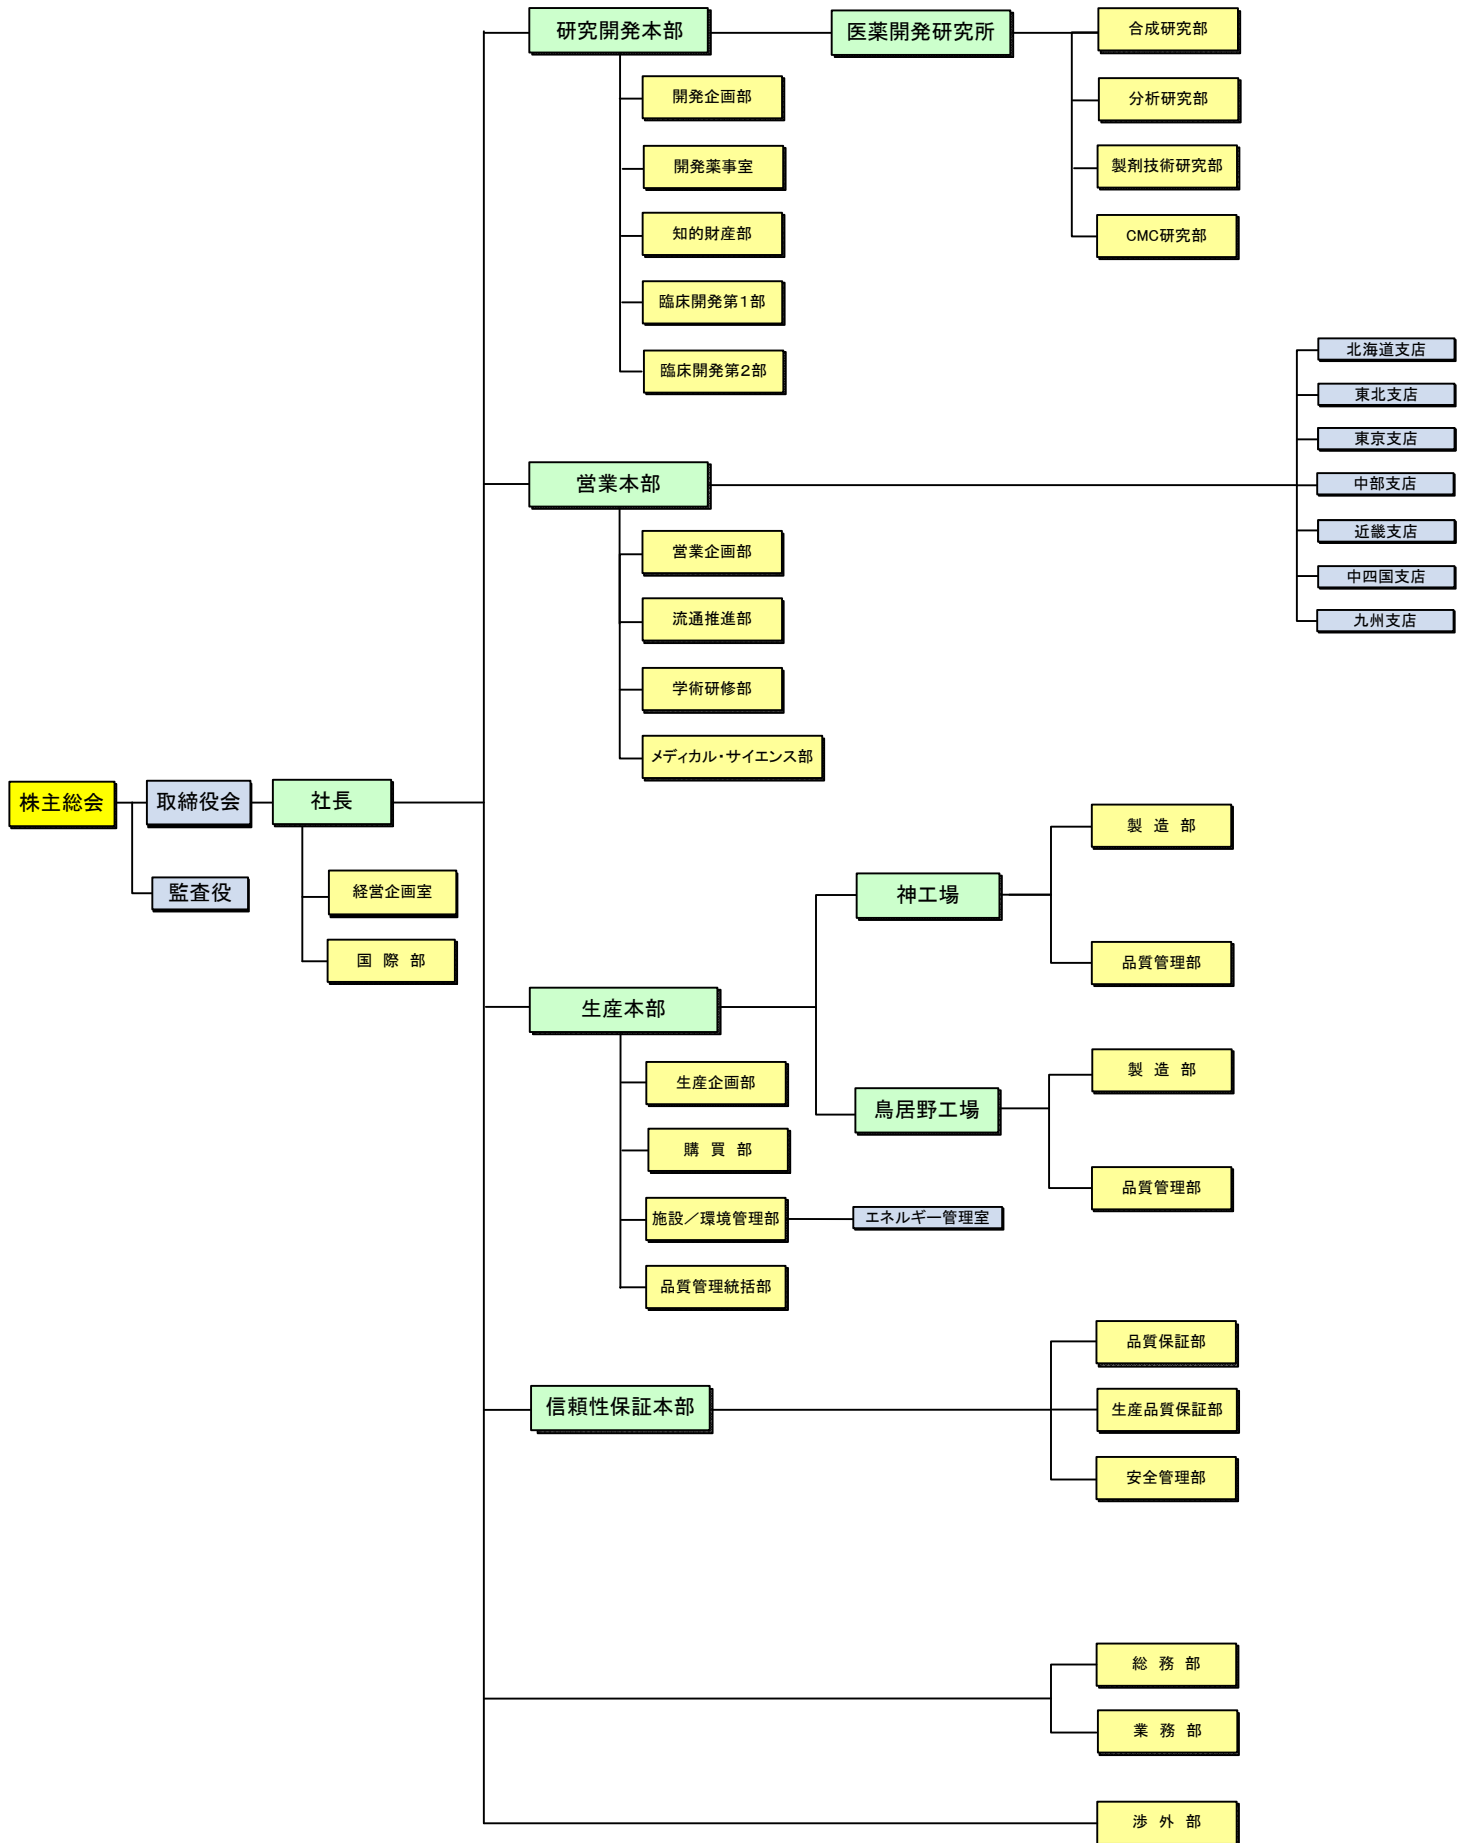 研究開発本部
医薬開発研究所
合成研究部
分析研究部
製剤技術研究部
CMC研究部
開発企画部
開発薬事室
知的財産部
臨床開発第1部
臨床開発第2部
北海道支店
東北支店
東京支店
中部支店
近畿支店
中四国支店
九州支店
営業本部
営業企画部
流通推進部
学術研修部
メディカル・サイエンス部
株主総会
取締役会
社長
監査役
経営企画室
国 際 部
製 造 部
神工場
品質管理部
生産本部
生産企画部
購 買 部
施設／環境管理部
エネルギー管理室
品質管理統括部
鳥居野工場
製 造 部
品質管理部
信頼性保証本部
品質保証部
生産品質保証部
安全管理部
総 務 部
業 務 部
渉 外 部